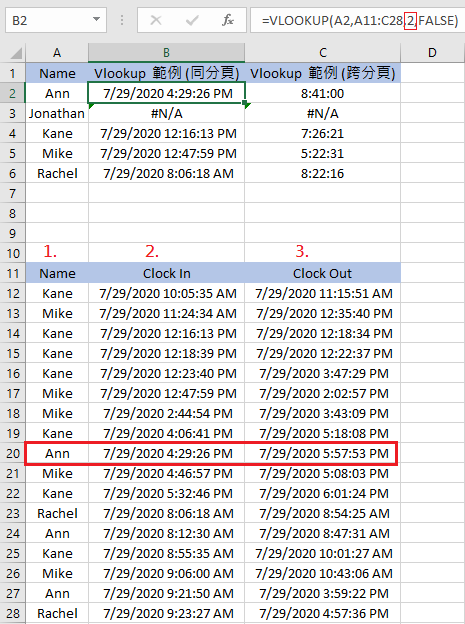 B2 fx =VLOOKUP(A2,A11:C28,2,FALSE)
A B C D
1 Name Vlookup 範例 (同分頁) Vlookup 範例 (跨分頁)
2 Ann 7/29/2020 4:29:26 PM 8:41:00
3 Jonathan #N/A #N/A
4 Kane 7/29/2020 12:16:13 PM 7:26:21
5 Mike 7/29/2020 12:47:59 PM 5:22:31
6 Rachel 7/29/2020 8:06:18 AM 8:22:16
7
8
9
10 1. 2. 3.
11 Name Clock In Clock Out
12 Kane 7/29/2020 10:05:35 AM 7/29/2020 11:15:51 AM
13 Mike 7/29/2020 11:24:34 AM 7/29/2020 12:35:40 PM
14 Kane 7/29/2020 12:16:13 PM 7/29/2020 12:18:34 PM
15 Kane 7/29/2020 12:18:39 PM 7/29/2020 12:22:37 PM
16 Kane 7/29/2020 12:23:40 PM 7/29/2020 3:47:29 PM
17 Mike 7/29/2020 12:47:59 PM 7/29/2020 2:02:57 PM
18 Mike 7/29/2020 2:44:54 PM 7/29/2020 3:43:09 PM
19 Kane 7/29/2020 4:06:41 PM 7/29/2020 5:18:08 PM
20 Ann 7/29/2020 4:29:26 PM 7/29/2020 5:57:53 PM
21 Mike 7/29/2020 4:46:57 PM 7/29/2020 5:08:03 PM
22 Kane 7/29/2020 5:32:46 PM 7/29/2020 6:01:24 PM
23 Rachel 7/29/2020 8:06:18 AM 7/29/2020 8:54:25 AM
24 Ann 7/29/2020 8:12:30 AM 7/29/2020 8:47:31 AM
25 Kane 7/29/2020 8:55:35 AM 7/29/2020 10:01:27 AM
26 Mike 7/29/2020 9:06:00 AM 7/29/2020 10:43:06 AM
27 Ann 7/29/2020 9:21:50 AM 7/29/2020 3:59:22 PM
28 Rachel 7/29/2020 9:23:27 AM 7/29/2020 4:57:36 PM